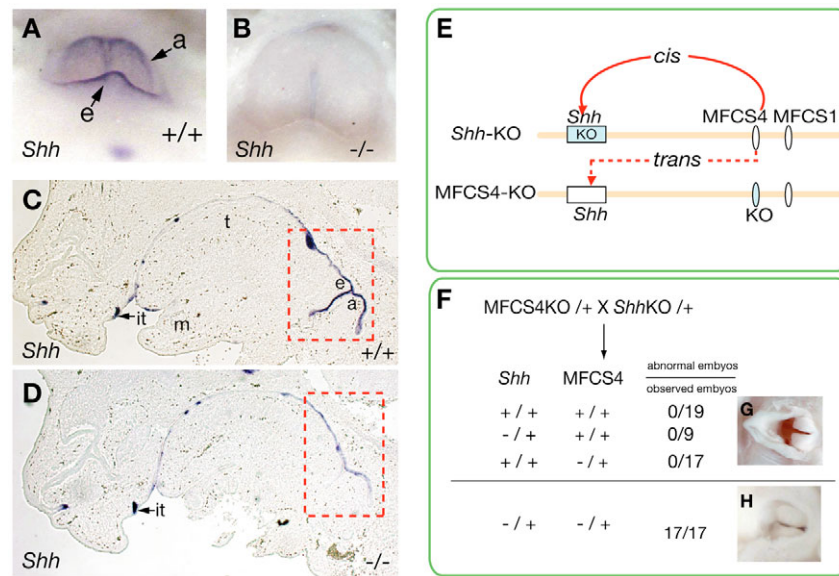 A
a
e
Shh
+/+
B
Shh
-/-
C
t
e
a
it
m
Shh
+/+
D
it
Shh
-/-
E
cis
Shh
MFCS4
MFCS1
Shh-KO
KO
trans
MFCS4-KO
Shh
KO
F
MFCS4KO /+ X ShhKO /+
Shh
MFCS4
abnormal embyos
observed embyos
+ / +
+ / +
0/19
- / +
+ / +
0/9
+ / +
- / +
0/17
G
- / +
- / +
17/17
H